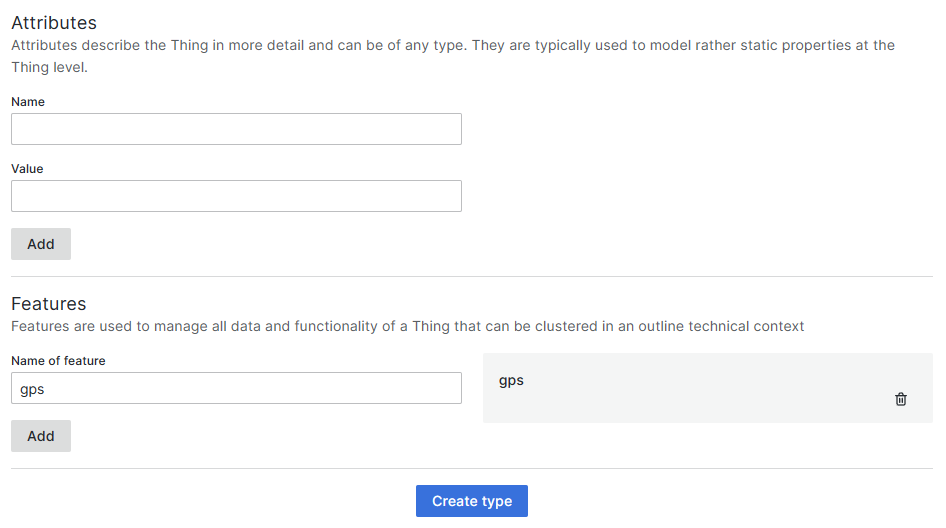 Attributes
Attributes describe the Thing in more detail and can be of any type. They are typically used to model rather static properties at the
Thing level.
Name
Value
Add
Features
Features are used to manage all data and functionality of a Thing that can be clustered in an outline technical context
Name of feature
gps
gps
Add
Create type